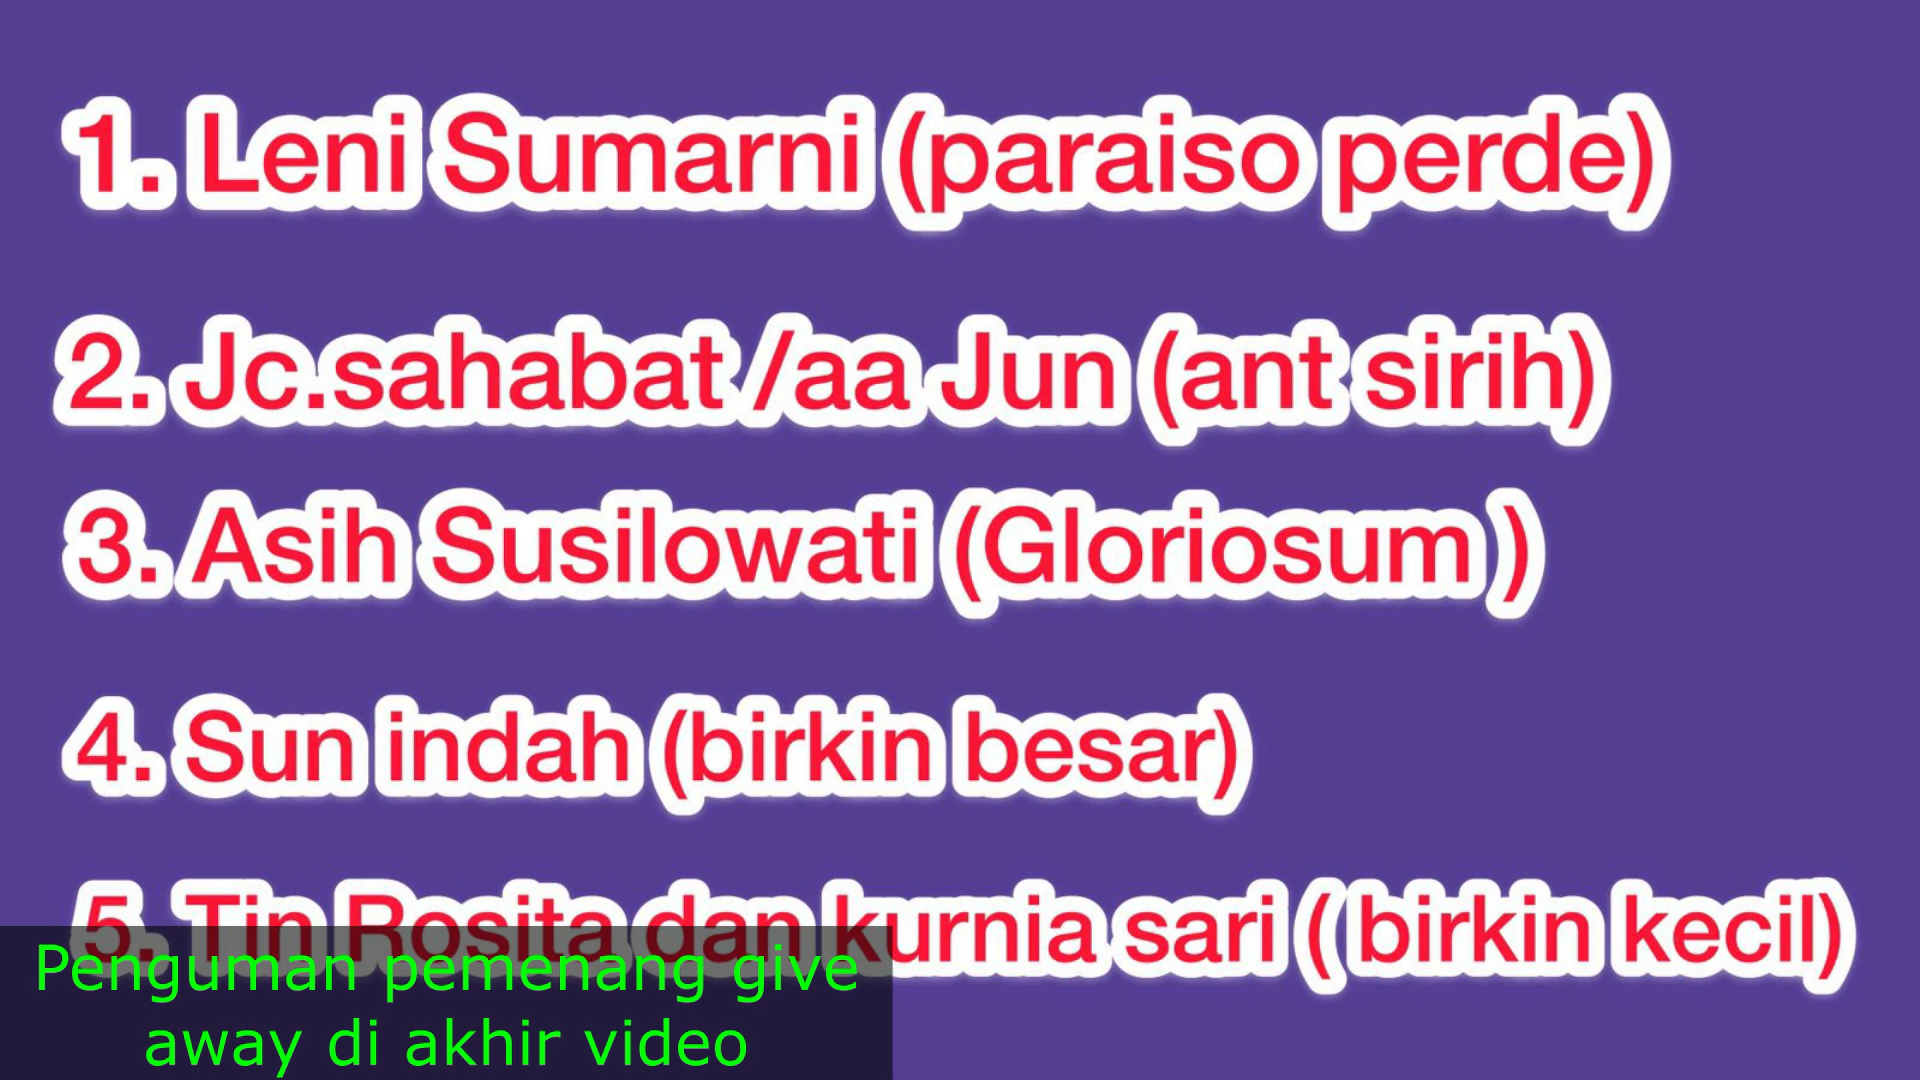 1. Leni Sumarni (paraiso perde)
2. Jc.sahabat /aa Jun (ant sirih)
3. Asih Susilowati (Gloriosum )
4. Sun indah (birkin besar)
5. Tin Rosita dan kurnia sari ( birkin kecil)
Penguman pemenang give
away di akhir video